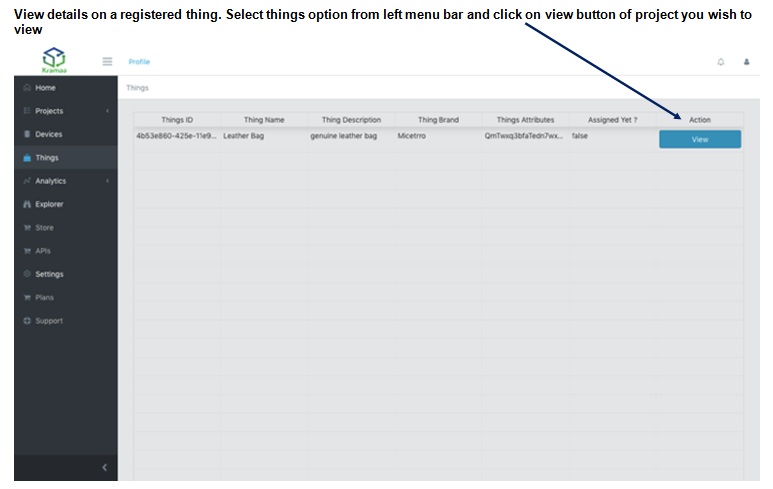 View details on a registered thing. Select things option from left menu bar and click on view button of project you wish to
view
Kramaa
Profile
Home
Things
Projects
Devices
Things
Analytics
Explorer
Store
APIs
Settings
Plans
Support
Things ID Thing Name Thing Description Thing Brand Things Attributes Assigned Yet ? Action
4b53e860-425e-11e9... Leather Bag genuine leather bag Micetrro QmTwxq3bfaTedn7wx... false View